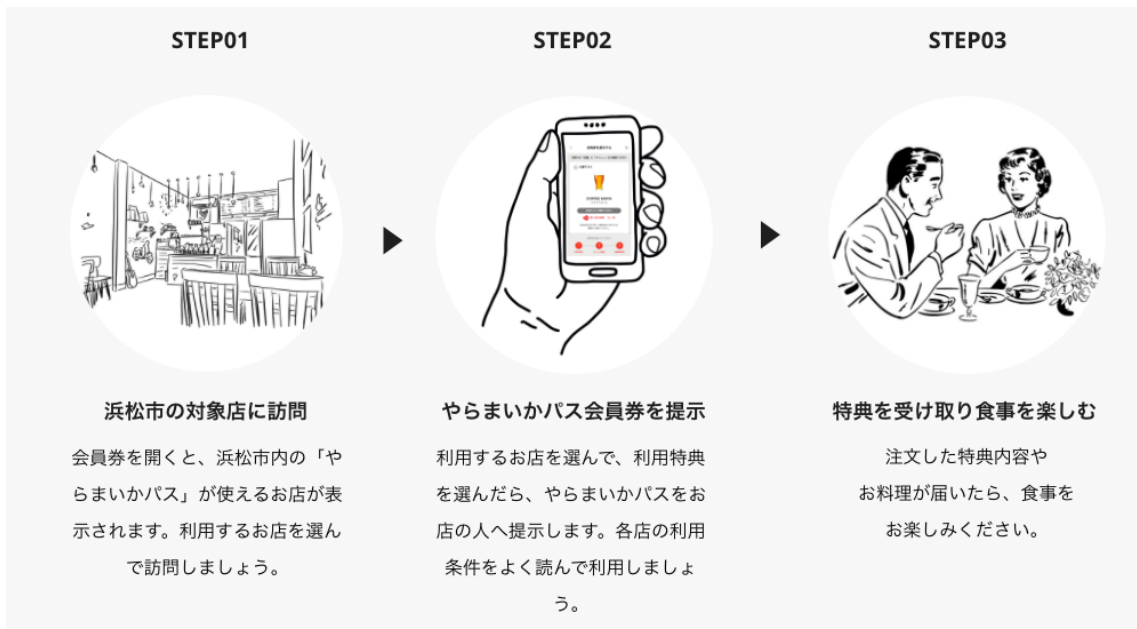 STEP01
浜松市の対象店に訪問
会員券を開くと、浜松市内の「や
らまいかパス」が使えるお店が表
示されます。利用するお店を選ん
で訪問しましょう。
STEP02
やらまいかパス会員券を提示
利用するお店を選んで、利用特典
を選んだら、やらまいかパスをお
店の人へ提示します。各店の利用
条件をよく読んで利用しましょ
う。
STEP03
特典を受け取り食事を楽しむ
注文した特典内容や
お料理が届いたら、食事を
お楽しみください。